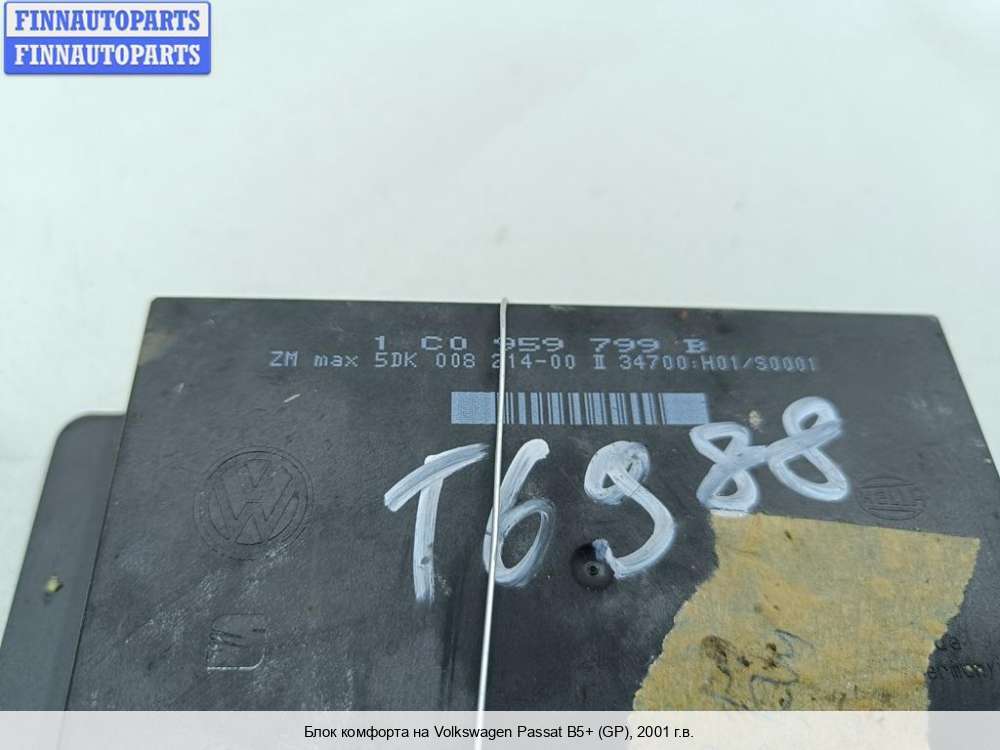 FINNAUTOPARTS
FINNAUTOPARTS
1 C0 959 799 B
ZM max 5DK 008 214-00 II 34700:H01/S0001
T6988
Блок комфорта на Volkswagen Passat B5+ (GP), 2001 г.в.